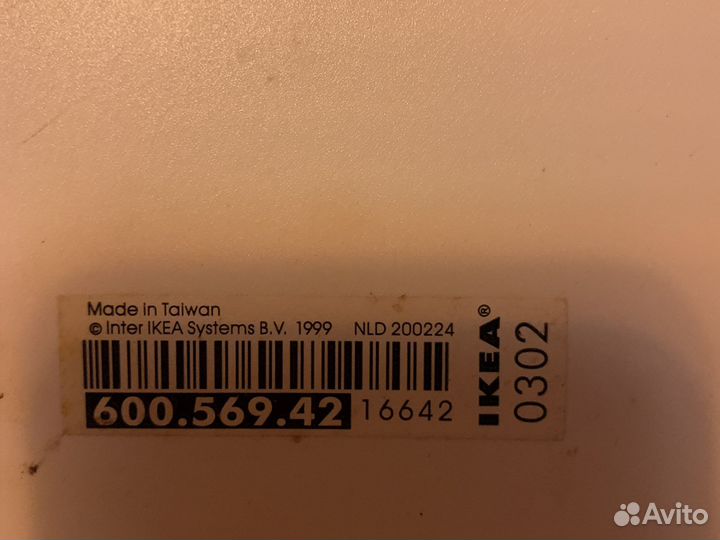 Made in Taiwan
© Inter IKEA Systems B.V. 1999 NLD 200224
600.569.42 16642
IKEA®
0302
Avito